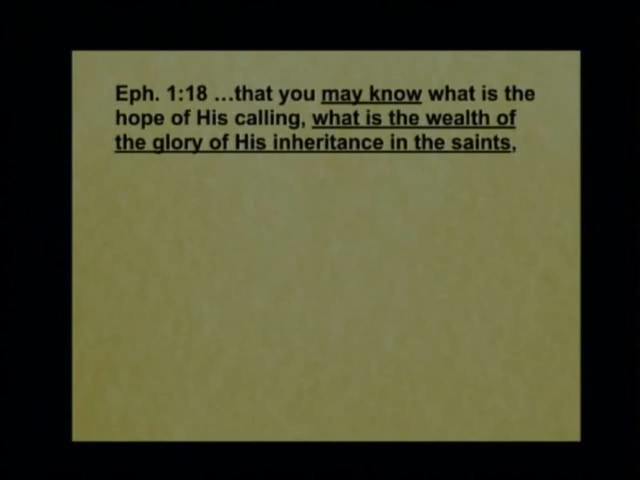 Eph. 1:18 …that you may know what is the
hope of His calling, what is the wealth of
the glory of His inheritance in the saints,